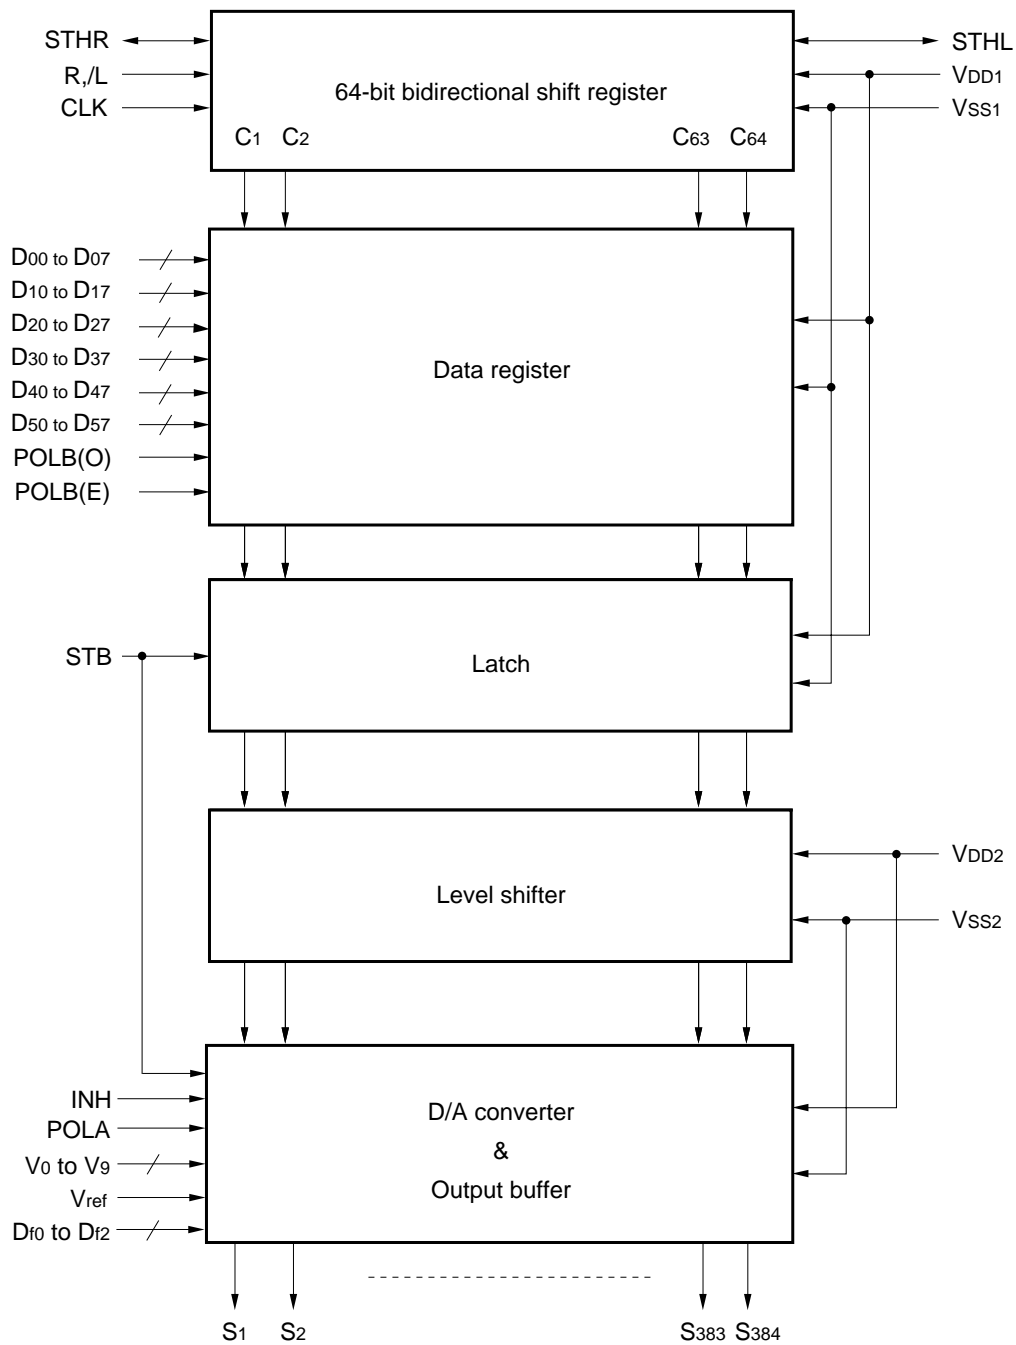 STHR
STHL
R,/L
VDD1
64-bit bidirectional shift register
CLK
VSS1
C1 C2 C63 C64
D00 to D07
D10 to D17
D20 to D27
D30 to D37
Data register
D40 to D47
D50 to D57
POLB(O)
POLB(E)
STB
Latch
VDD2
Level shifter
VSS2
INH
POLA
V0 to V9
Vref
Df0 to Df2
D/A converter
&
Output buffer
S1 S2 S383 S384